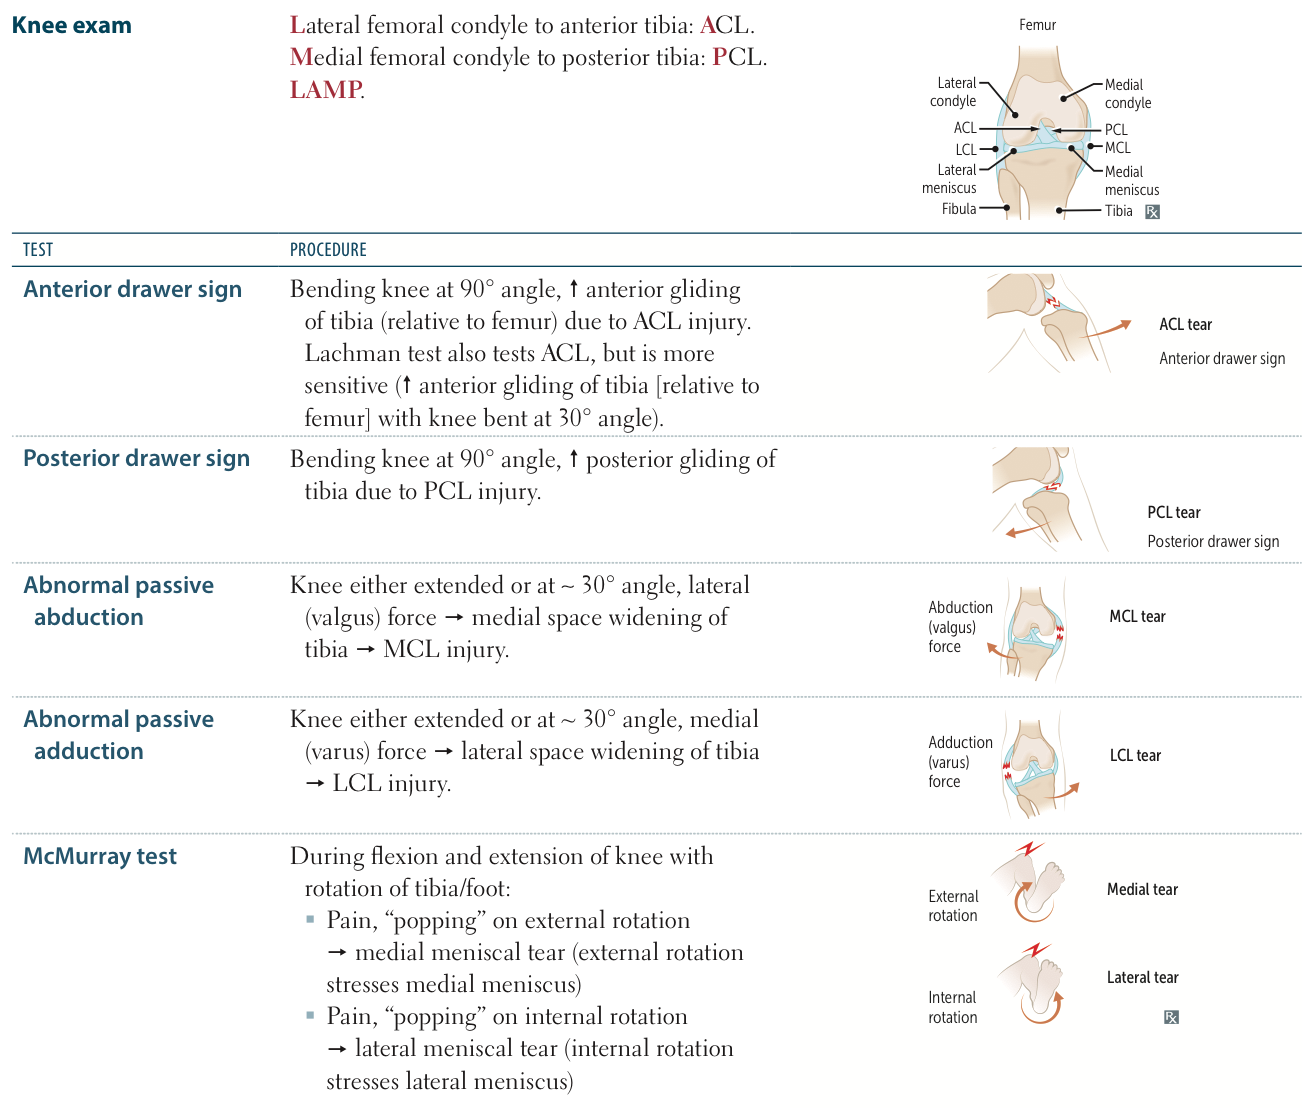 Knee exam
Lateral femoral condyle to anterior tibia: ACL.
Medial femoral condyle to posterior tibia: PCL.
LAMP.
Femur
Lateral condyle
Medial condyle
ACL
PCL
LCL
MCL
Lateral meniscus
Medial meniscus
Fibula
Tibia
Rx
TEST
PROCEDURE
Anterior drawer sign
Bending knee at 90° angle, ↑ anterior gliding
of tibia (relative to femur) due to ACL injury.
Lachman test also tests ACL, but is more
sensitive (↑ anterior gliding of tibia [relative to
femur] with knee bent at 30° angle).
ACL tear
Anterior drawer sign
Posterior drawer sign
Bending knee at 90° angle, ↑ posterior gliding of
tibia due to PCL injury.
PCL tear
Posterior drawer sign
Abnormal passive
abduction
Knee either extended or at ~ 30° angle, lateral
(valgus) force → medial space widening of
tibia → MCL injury.
Abduction
(valgus)
force
MCL tear
Abnormal passive
adduction
Knee either extended or at ~ 30° angle, medial
(varus) force → lateral space widening of tibia
→ LCL injury.
Adduction
(varus)
force
LCL tear
McMurray test
During flexion and extension of knee with
rotation of tibia/foot:
▪ Pain, “popping” on external rotation
→ medial meniscal tear (external rotation
stresses medial meniscus)
▪ Pain, “popping” on internal rotation
→ lateral meniscal tear (internal rotation
stresses lateral meniscus)
External
rotation
Medial tear
Internal
rotation
Lateral tear
Rx